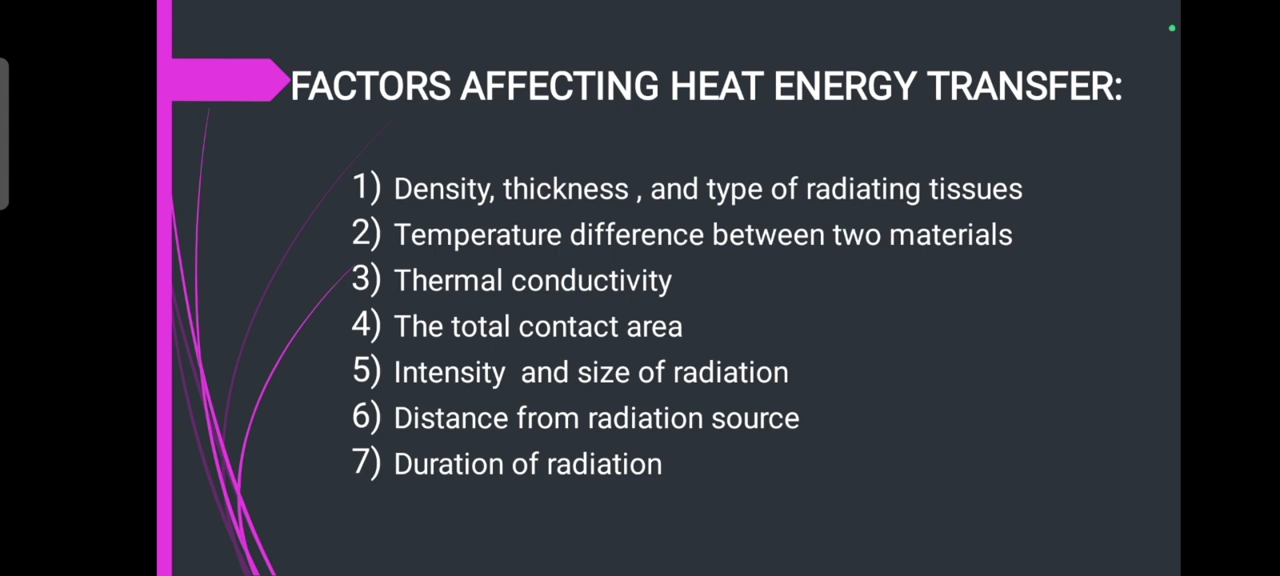 FACTORS AFFECTING HEAT ENERGY TRANSFER:
1) Density, thickness , and type of radiating tissues
2) Temperature difference between two materials
3) Thermal conductivity
4) The total contact area
5) Intensity  and size of radiation
6) Distance from radiation source
7) Duration of radiation